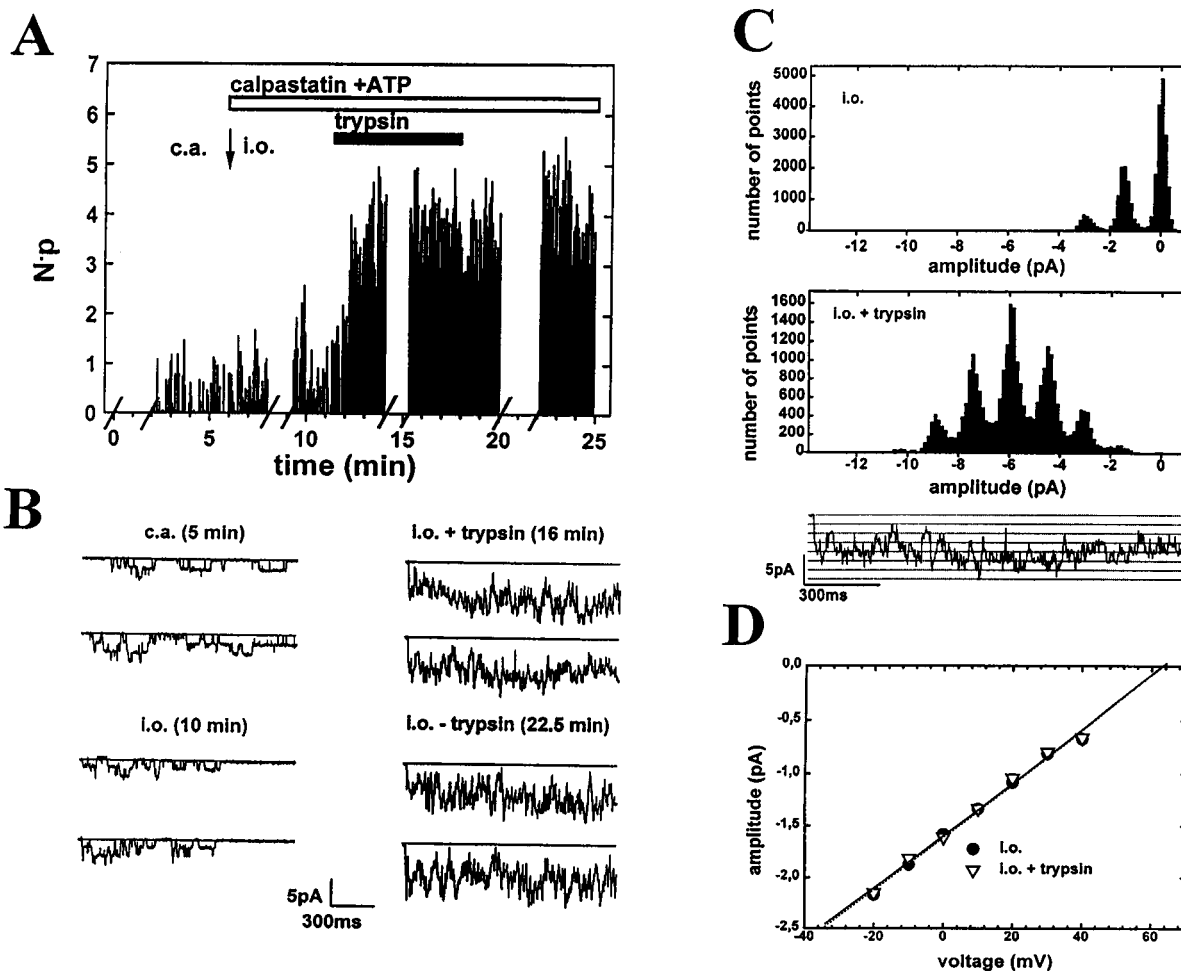 A
7
6
5
4
3
2
1
0
N·p
calpastatin +ATP
trypsin
c.a.
i.o.
0
5
10
15
20
25
time (min)
B
c.a. (5 min)
i.o. + trypsin (16 min)
i.o. (10 min)
i.o. - trypsin (22.5 min)
5pA
300ms
C
5000
4000
3000
2000
1000
0
number of points
i.o.
-12 -10 -8 -6 -4 -2 0
amplitude (pA)
1600
1400
1200
1000
800
600
400
200
0
number of points
i.o. + trypsin
-12 -10 -8 -6 -4 -2 0
amplitude (pA)
5pA
300ms
D
0,0
-0,5
-1,0
-1,5
-2,0
-2,5
amplitude (pA)
i.o.
i.o. + trypsin
-40 -20 0 20 40 60
voltage (mV)